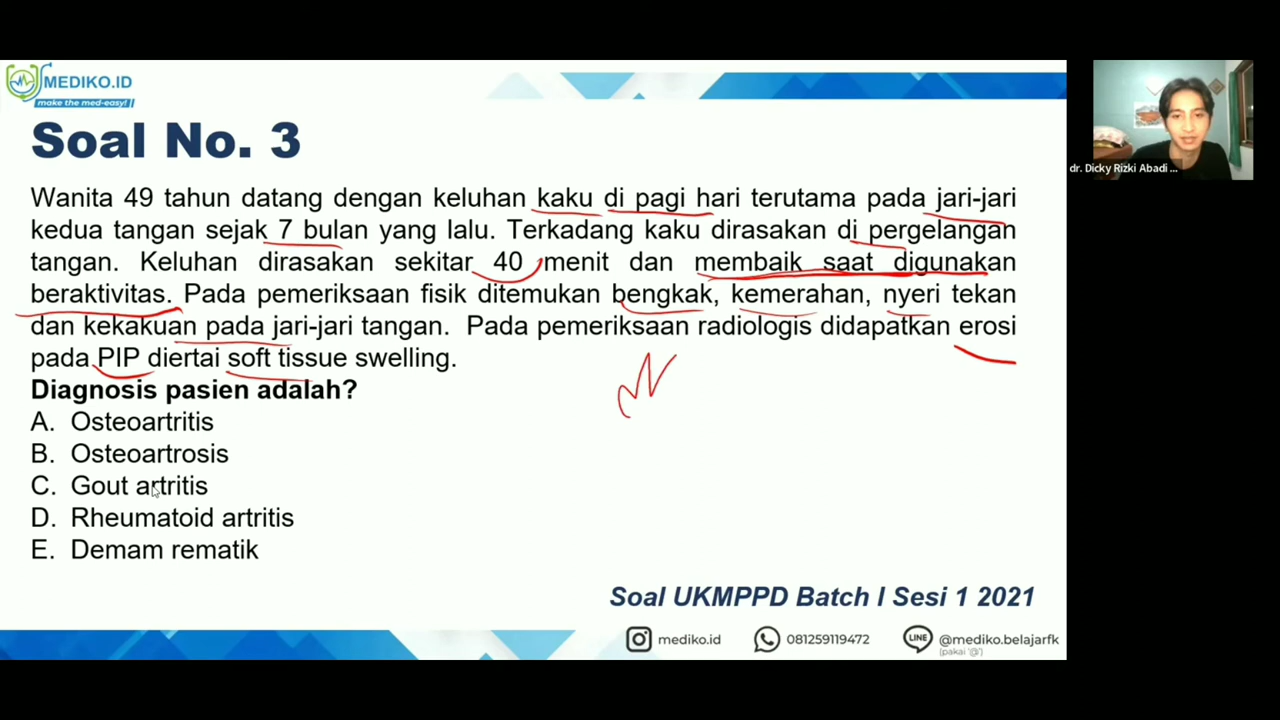 MEDIKO.ID
make the med-easy!
Soal No. 3
dr. Dicky Rizki Abadi ...
Wanita 49 tahun datang dengan keluhan kaku di pagi hari terutama pada jari-jari
kedua tangan sejak 7 bulan yang lalu. Terkadang kaku dirasakan di pergelangan
tangan. Keluhan dirasakan sekitar 40 menit dan membaik saat digunakan
beraktivitas. Pada pemeriksaan fisik ditemukan bengkak, kemerahan, nyeri tekan
dan kekakuan pada jari-jari tangan. Pada pemeriksaan radiologis didapatkan erosi
pada PIP diertai soft tissue swelling.
Diagnosis pasien adalah?
A. Osteoartritis
B. Osteoartrosis
C. Gout artritis
D. Rheumatoid artritis
E. Demam rematik
Soal UKMPPD Batch I Sesi 1 2021
mediko.id
081259119472
LINE
@mediko.belajarfk
(pakai '@')